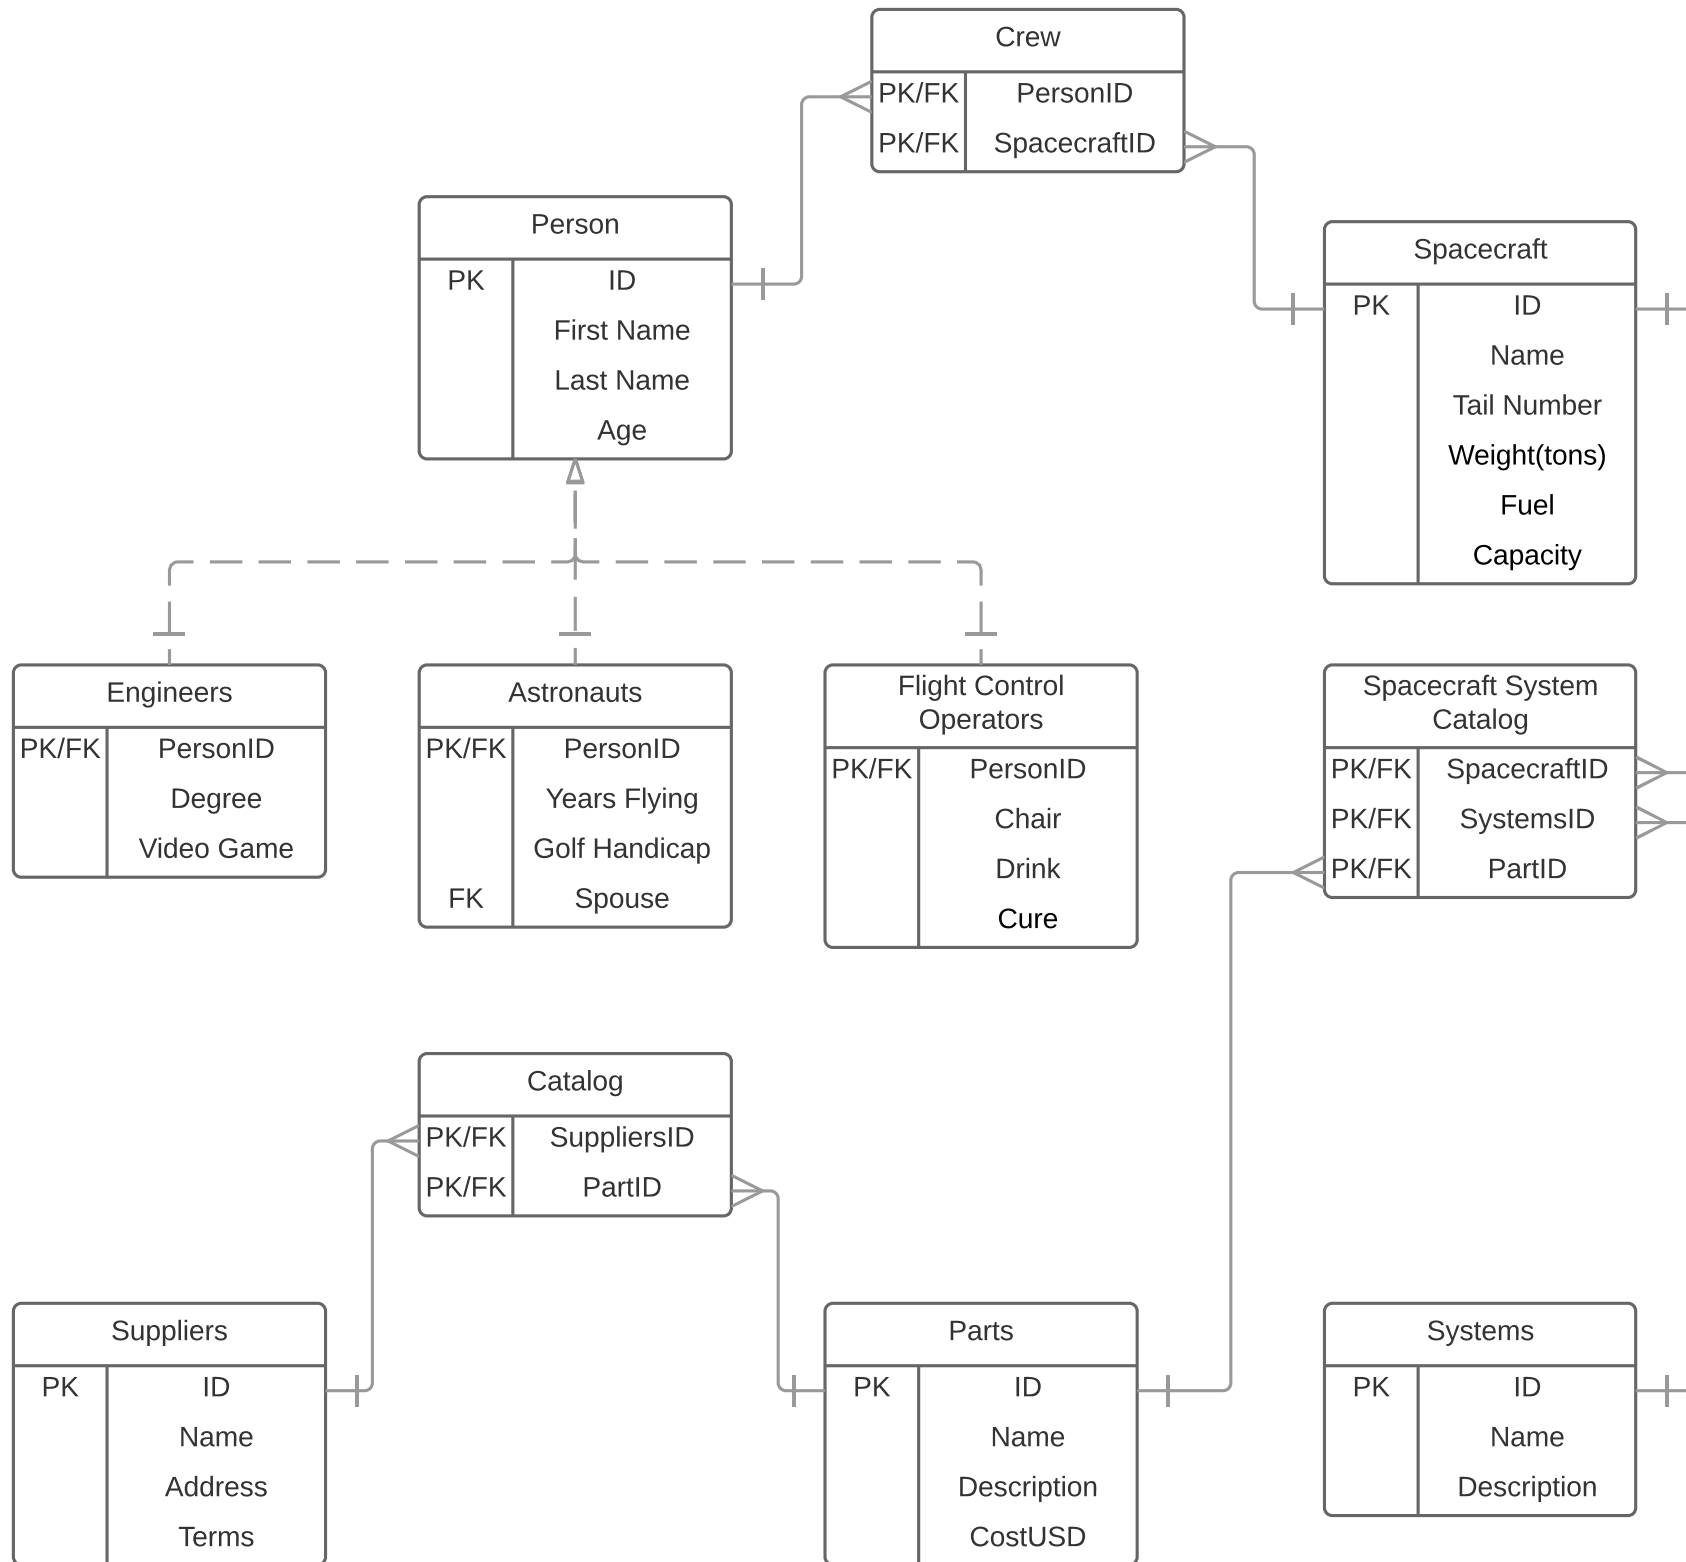 Crew
PK/FK PersonID
PK/FK SpacecraftID
Person
PK ID
First Name
Last Name
Age
Spacecraft
PK ID
Name
Tail Number
Weight(tons)
Fuel
Capacity
Engineers
PK/FK PersonID
Degree
Video Game
Astronauts
PK/FK PersonID
Years Flying
Golf Handicap
FK Spouse
Flight Control
Operators
PK/FK PersonID
Chair
Drink
Cure
Spacecraft System
Catalog
PK/FK SpacecraftID
PK/FK SystemsID
PK/FK PartID
Catalog
PK/FK SuppliersID
PK/FK PartID
Suppliers
PK ID
Name
Address
Terms
Parts
PK ID
Name
Description
CostUSD
Systems
PK ID
Name
Description